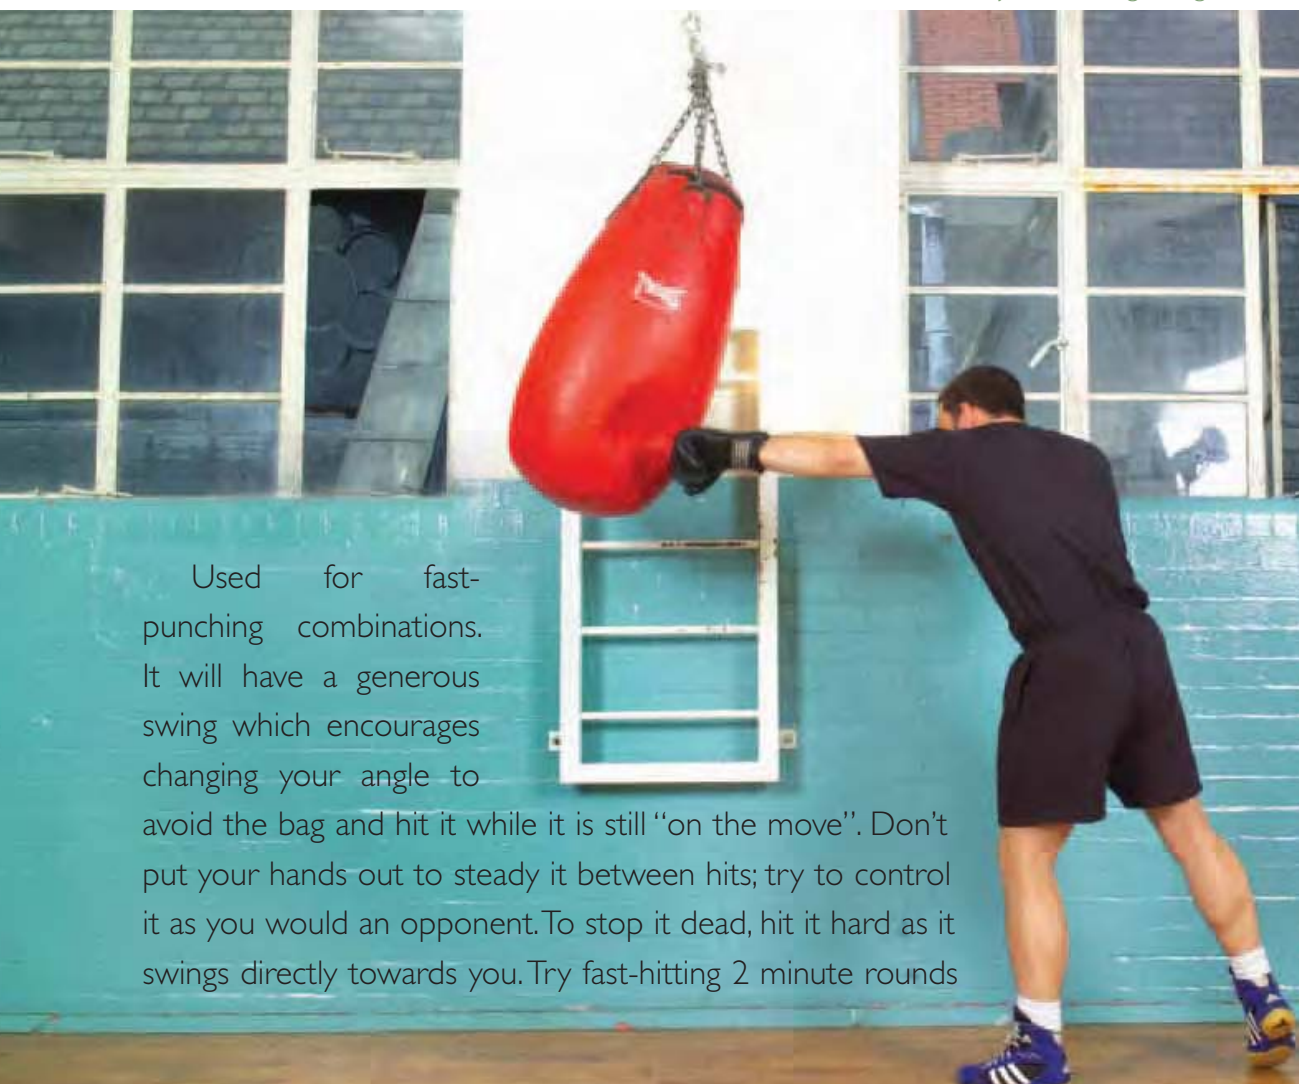 Used for fast-
punching combinations.
It will have a generous
swing which encourages
changing your angle to
avoid the bag and hit it while it is still “on the move”. Don’t
put your hands out to steady it between hits; try to control
it as you would an opponent. To stop it dead, hit it hard as it
swings directly towards you. Try fast-hitting 2 minute rounds